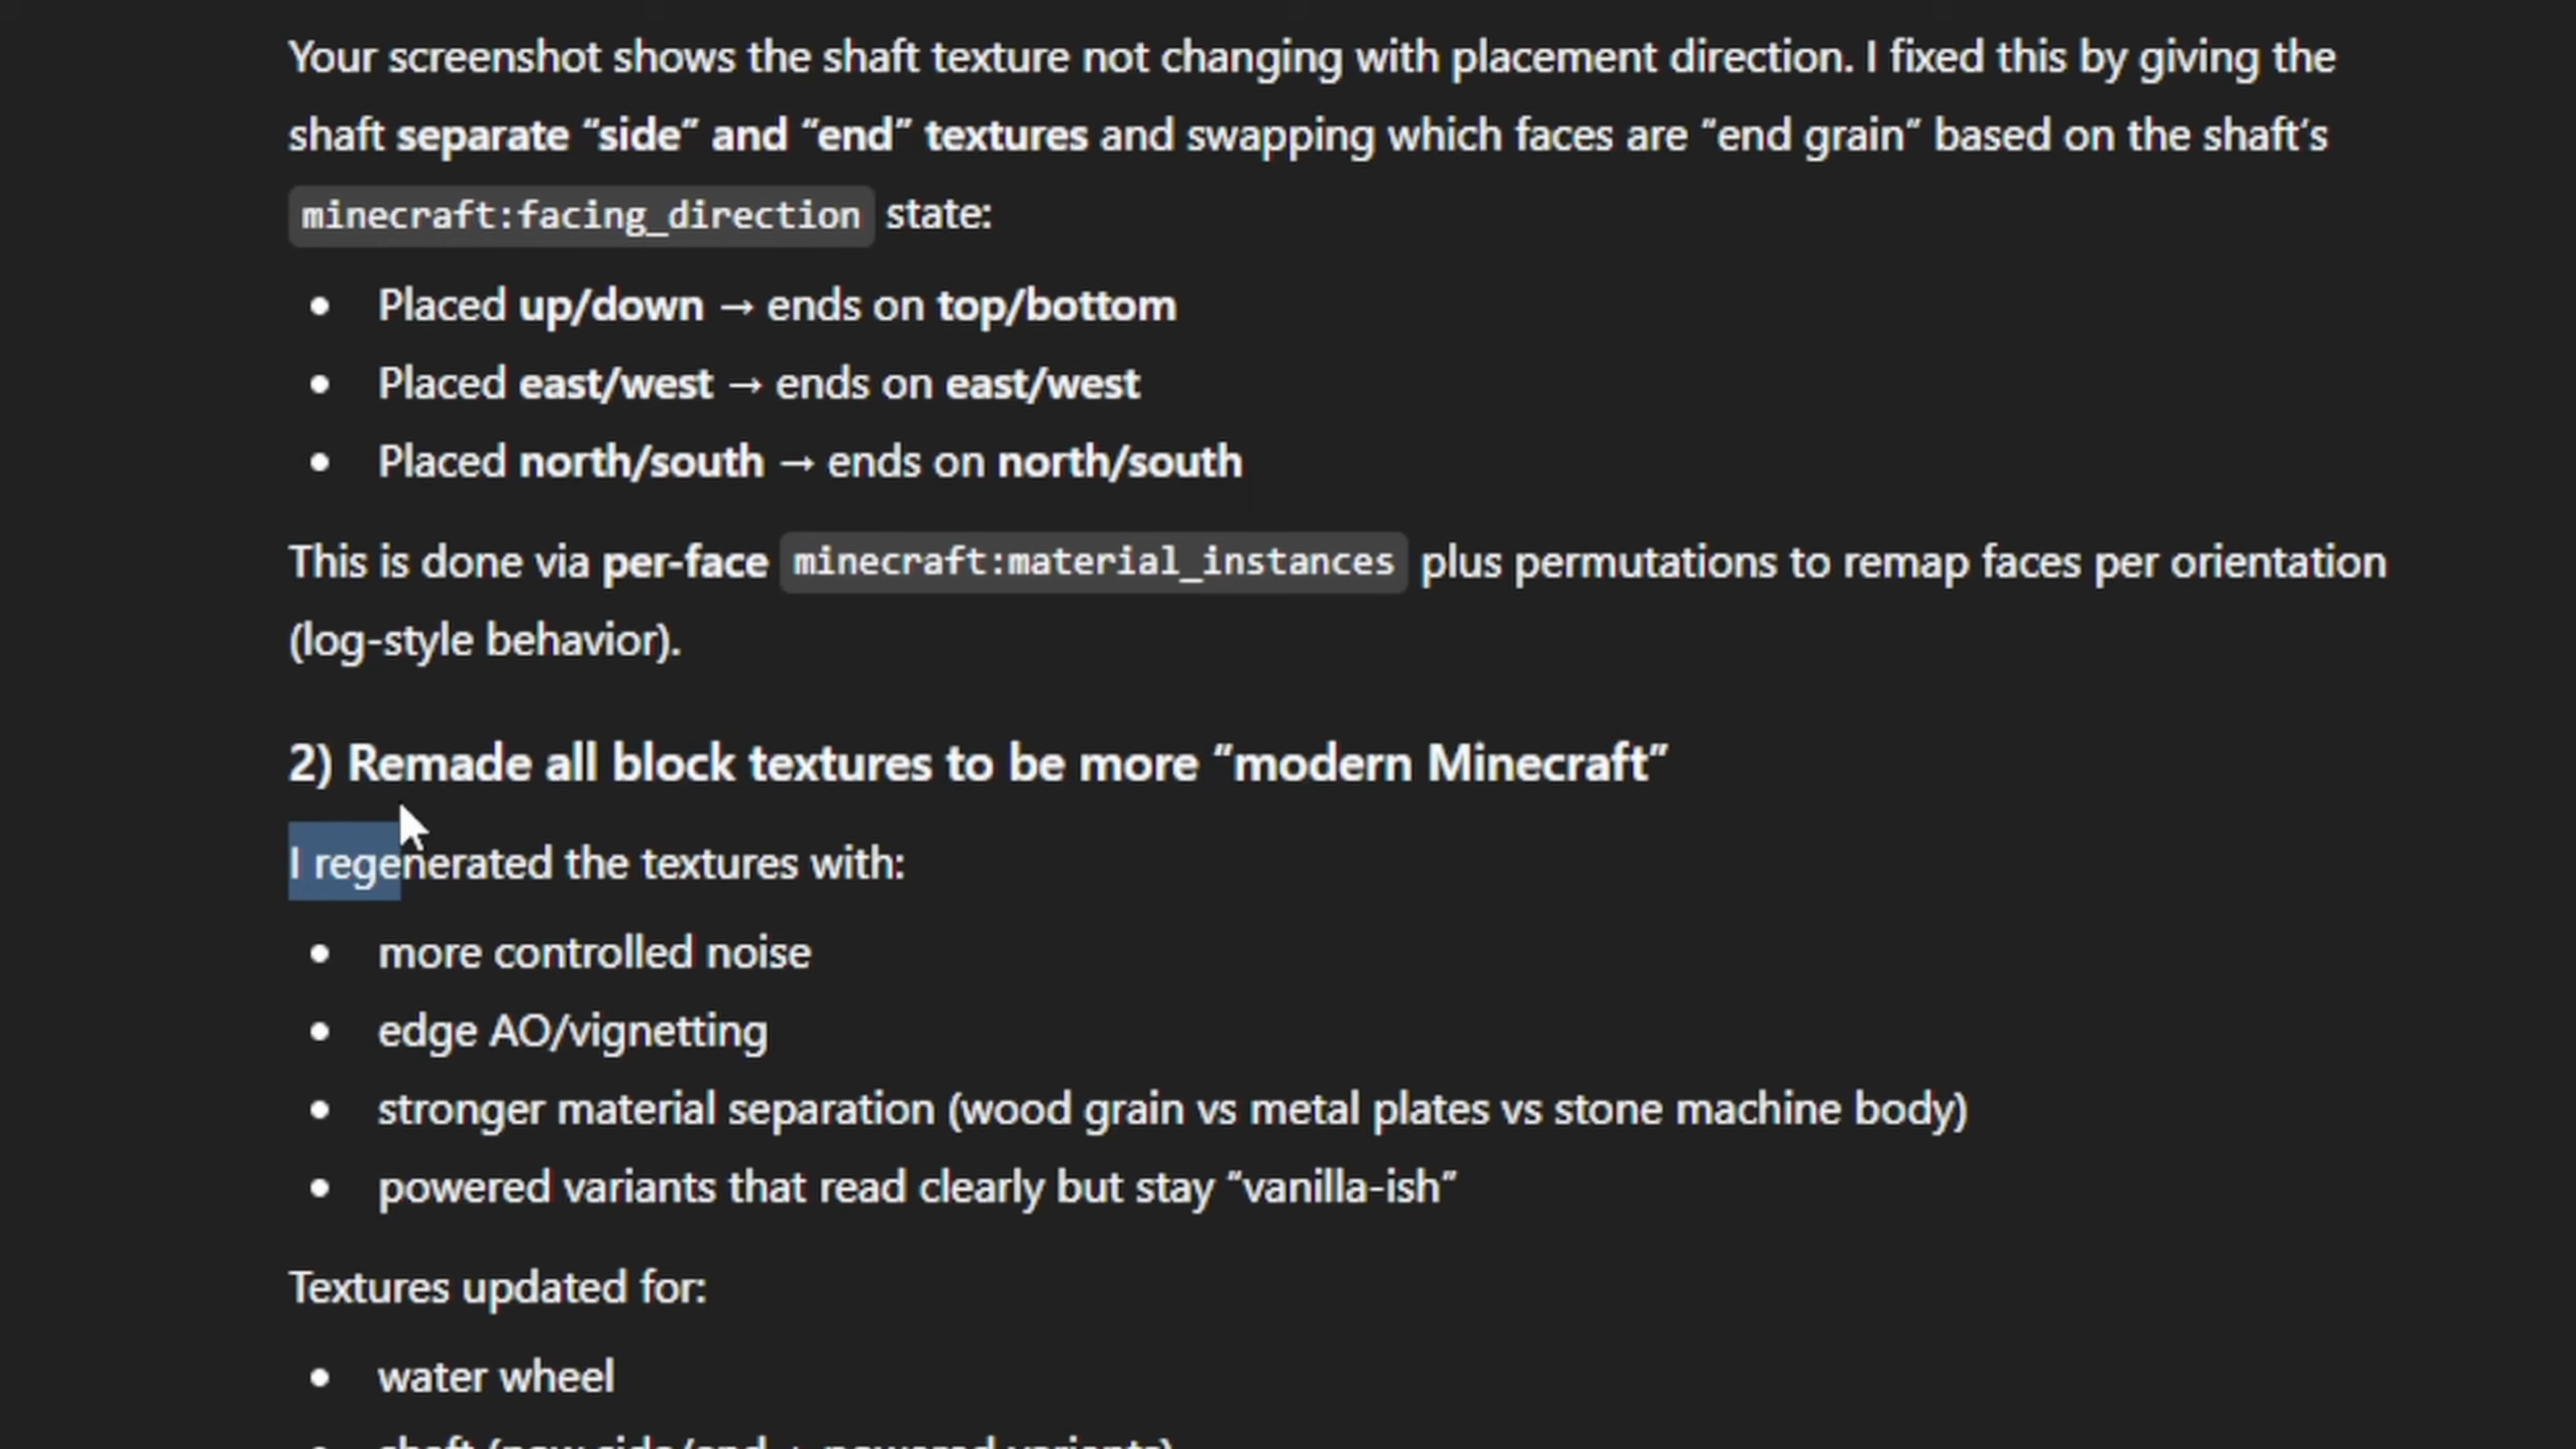 Your screenshot shows the shaft texture not changing with placement direction. I fixed this by giving the
shaft separate “side” and “end” textures and swapping which faces are “end grain” based on the shaft’s
minecraft:facing_direction state:
• Placed up/down → ends on top/bottom
• Placed east/west → ends on east/west
• Placed north/south → ends on north/south
This is done via per-face minecraft:material_instances plus permutations to remap faces per orientation
(log-style behavior).
2) Remade all block textures to be more “modern Minecraft”
I regenerated the textures with:
• more controlled noise
• edge AO/vignetting
• stronger material separation (wood grain vs metal plates vs stone machine body)
• powered variants that read clearly but stay “vanilla-ish”
Textures updated for:
• water wheel
• shaft (new side/end + powered variants)